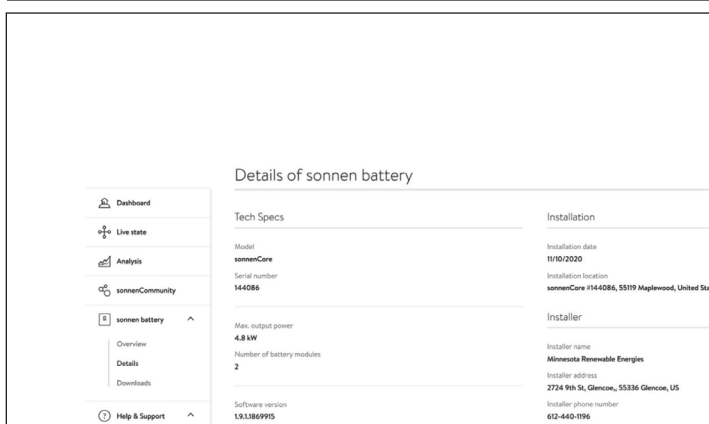 Details of sonnen battery
Dashboard
Live state
Analysis
sonnenCommunity
sonnen battery
Overview
Details
Downloads
Help & Support
Tech Specs
Model
sonnenCore
Serial number
144086
Max. output power
4.8 kW
Number of battery modules
2
Software version
1.9.1.1869915
Installation
Installation date
11/10/2020
Installation location
sonnenCore #144086, 55119 Maplewood, United Sta
Installer
Installer name
Minnesota Renewable Energies
Installer address
2724 9th St, Glencoe,, 55336 Glencoe, US
Installer phone number
612-440-1196